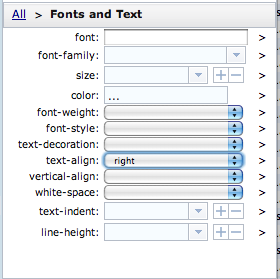 All > Fonts and Text
font: >
font-family: >
size: >
color: ... >
font-weight: >
font-style: >
text-decoration: >
text-align: right >
vertical-align: >
white-space: >
text-indent: >
line-height: >